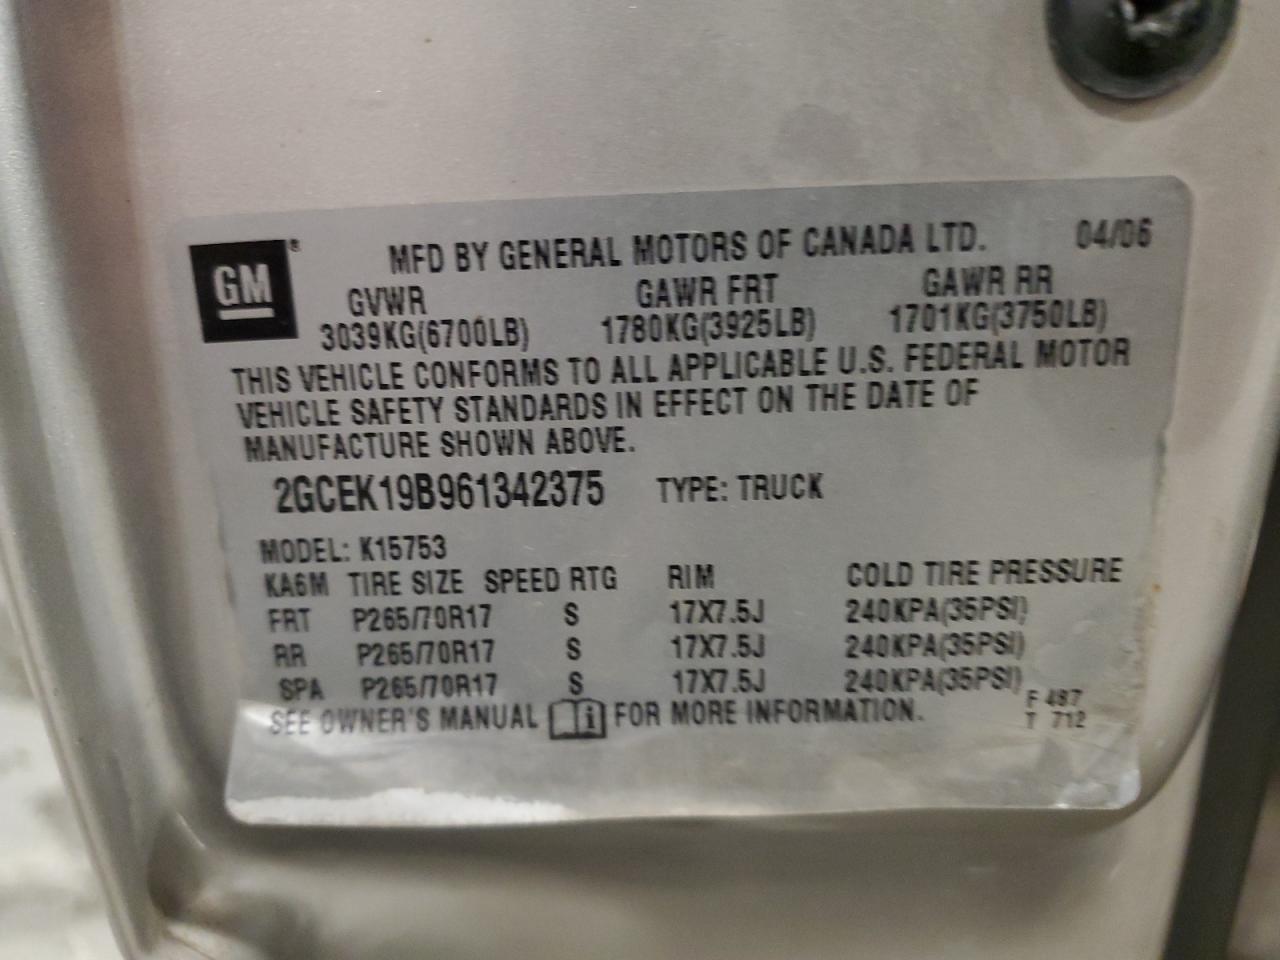 GM® MFD BY GENERAL MOTORS OF CANADA LTD. 04/06
GVWR GAWR FRT GAWR RR
3039KG(6700LB) 1780KG(3925LB) 1701KG(3750LB)
THIS VEHICLE CONFORMS TO ALL APPLICABLE U.S. FEDERAL MOTOR
VEHICLE SAFETY STANDARDS IN EFFECT ON THE DATE OF
MANUFACTURE SHOWN ABOVE.
2GCEK19B961342375 TYPE: TRUCK
MODEL: K15753
KA6M TIRE SIZE SPEED RTG RIM COLD TIRE PRESSURE
FRT P265/70R17 S 17X7.5J 240KPA(35PSI)
RR P265/70R17 S 17X7.5J 240KPA(35PSI)
SPA P265/70R17 S 17X7.5J 240KPA(35PSI)
SEE OWNER'S MANUAL i FOR MORE INFORMATION.
F 487
T 712